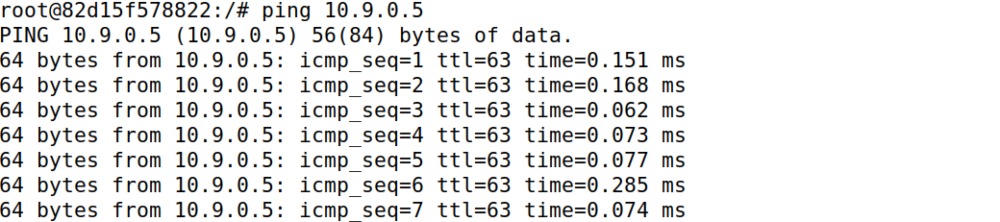 root@82d15f578822:/# ping 10.9.0.5
PING 10.9.0.5 (10.9.0.5) 56(84) bytes of data.
64 bytes from 10.9.0.5: icmp_seq=1 ttl=63 time=0.151 ms
64 bytes from 10.9.0.5: icmp_seq=2 ttl=63 time=0.168 ms
64 bytes from 10.9.0.5: icmp_seq=3 ttl=63 time=0.062 ms
64 bytes from 10.9.0.5: icmp_seq=4 ttl=63 time=0.073 ms
64 bytes from 10.9.0.5: icmp_seq=5 ttl=63 time=0.077 ms
64 bytes from 10.9.0.5: icmp_seq=6 ttl=63 time=0.285 ms
64 bytes from 10.9.0.5: icmp_seq=7 ttl=63 time=0.074 ms